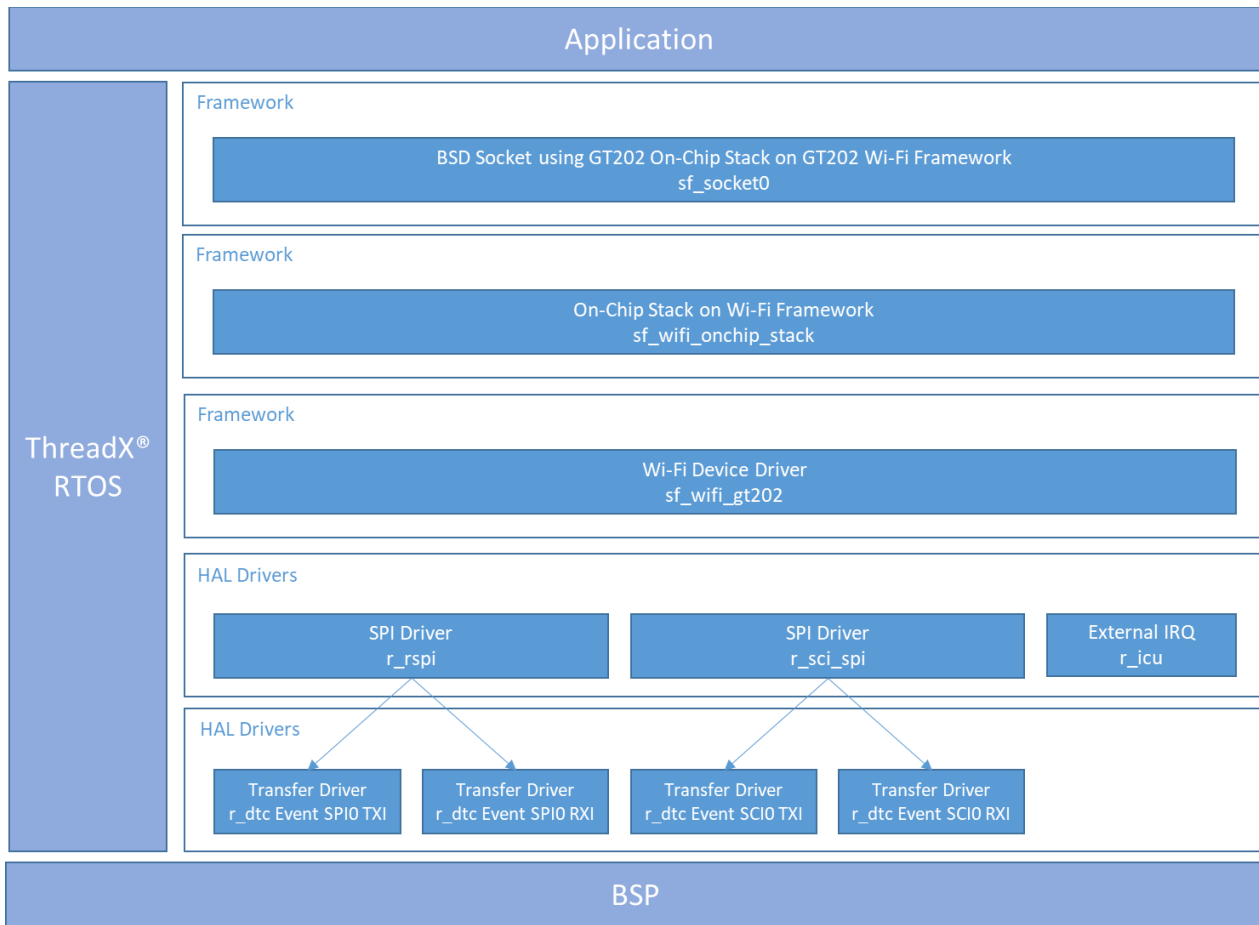 Application
ThreadX®
RTOS
Framework
BSD Socket using GT202 On-Chip Stack on GT202 Wi-Fi Framework
sf_socket0
Framework
On-Chip Stack on Wi-Fi Framework
sf_wifi_onchip_stack
Framework
Wi-Fi Device Driver
sf_wifi_gt202
HAL Drivers
SPI Driver
r_rspi
SPI Driver
r_sci_spi
External IRQ
r_icu
HAL Drivers
Transfer Driver
r_dtc Event SPI0 TXI
Transfer Driver
r_dtc Event SPI0 RXI
Transfer Driver
r_dtc Event SCI0 TXI
Transfer Driver
r_dtc Event SCI0 RXI
BSP